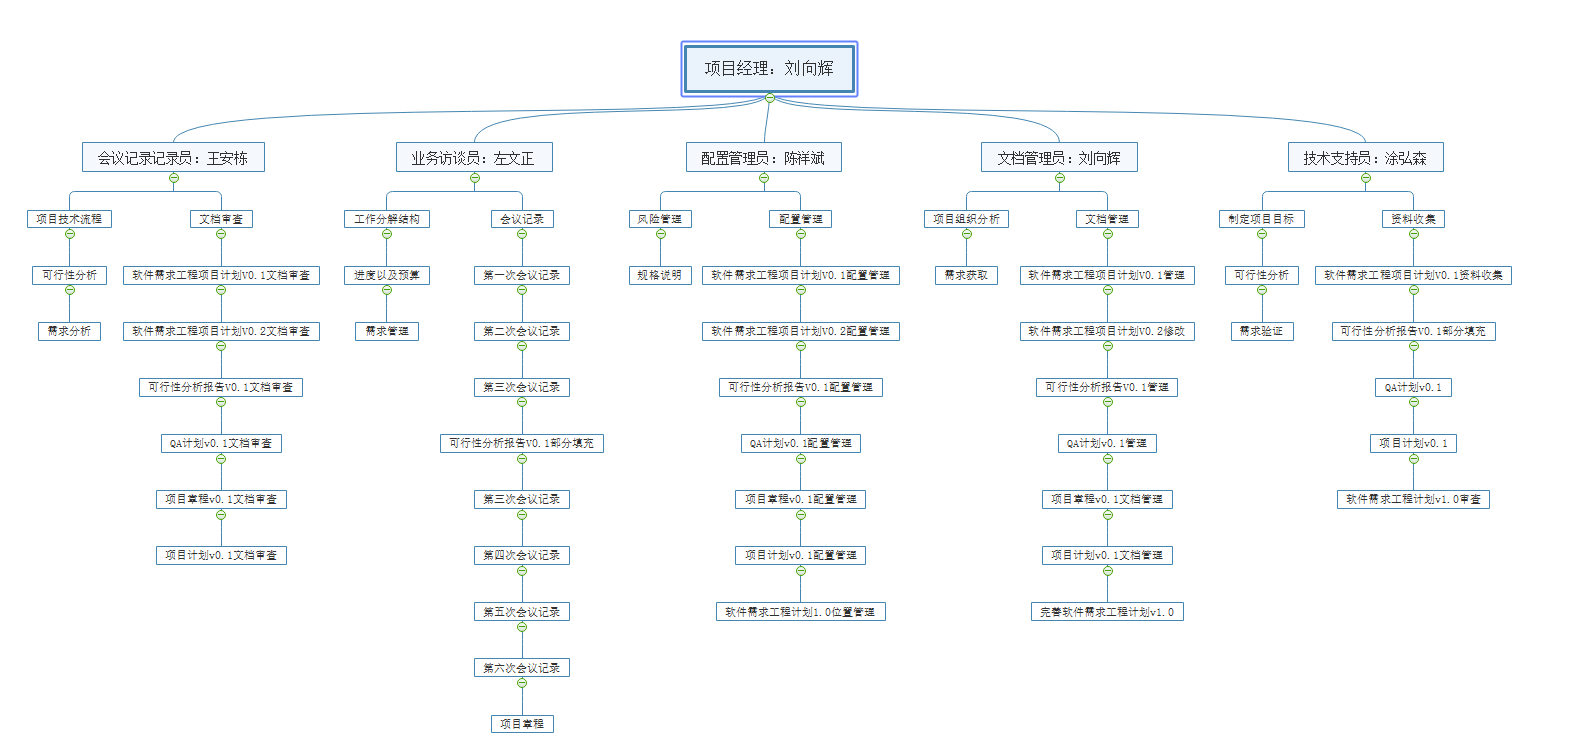 项目经理：刘向辉
会议记录记录员：王安栋
业务访谈员：左文正
配置管理员：陈祥斌
文档管理员：刘向辉
技术支持员：涂弘森
项目技术流程
文档审查
工作分解结构
会议记录
风险管理
配置管理
项目组织分析
文档管理
制定项目目标
资料收集
可行性分析
软件需求工程项目计划V0.1文档审查
进度以及预算
第一次会议记录
规格说明
软件需求工程项目计划V0.1配置管理
需求获取
软件需求工程项目计划V0.1管理
可行性分析
软件需求工程项目计划V0.1资料收集
需求分析
软件需求工程项目计划V0.2文档审查
需求管理
第二次会议记录
软件需求工程项目计划V0.2配置管理
软件需求工程项目计划V0.2修改
需求验证
可行性分析报告V0.1部分填充
可行性分析报告V0.1文档审查
第三次会议记录
可行性分析报告V0.1配置管理
可行性分析报告V0.1管理
QA计划v0.1
QA计划v0.1文档审查
可行性分析报告V0.1部分填充
QA计划v0.1配置管理
QA计划v0.1管理
项目计划v0.1
项目章程v0.1文档审查
第三次会议记录
项目章程v0.1配置管理
项目章程v0.1文档管理
软件需求工程计划v1.0审查
项目计划v0.1文档审查
第四次会议记录
项目计划v0.1配置管理
项目计划v0.1文档管理
第五次会议记录
软件需求工程计划1.0位置管理
完善软件需求工程计划v1.0
第六次会议记录
项目章程